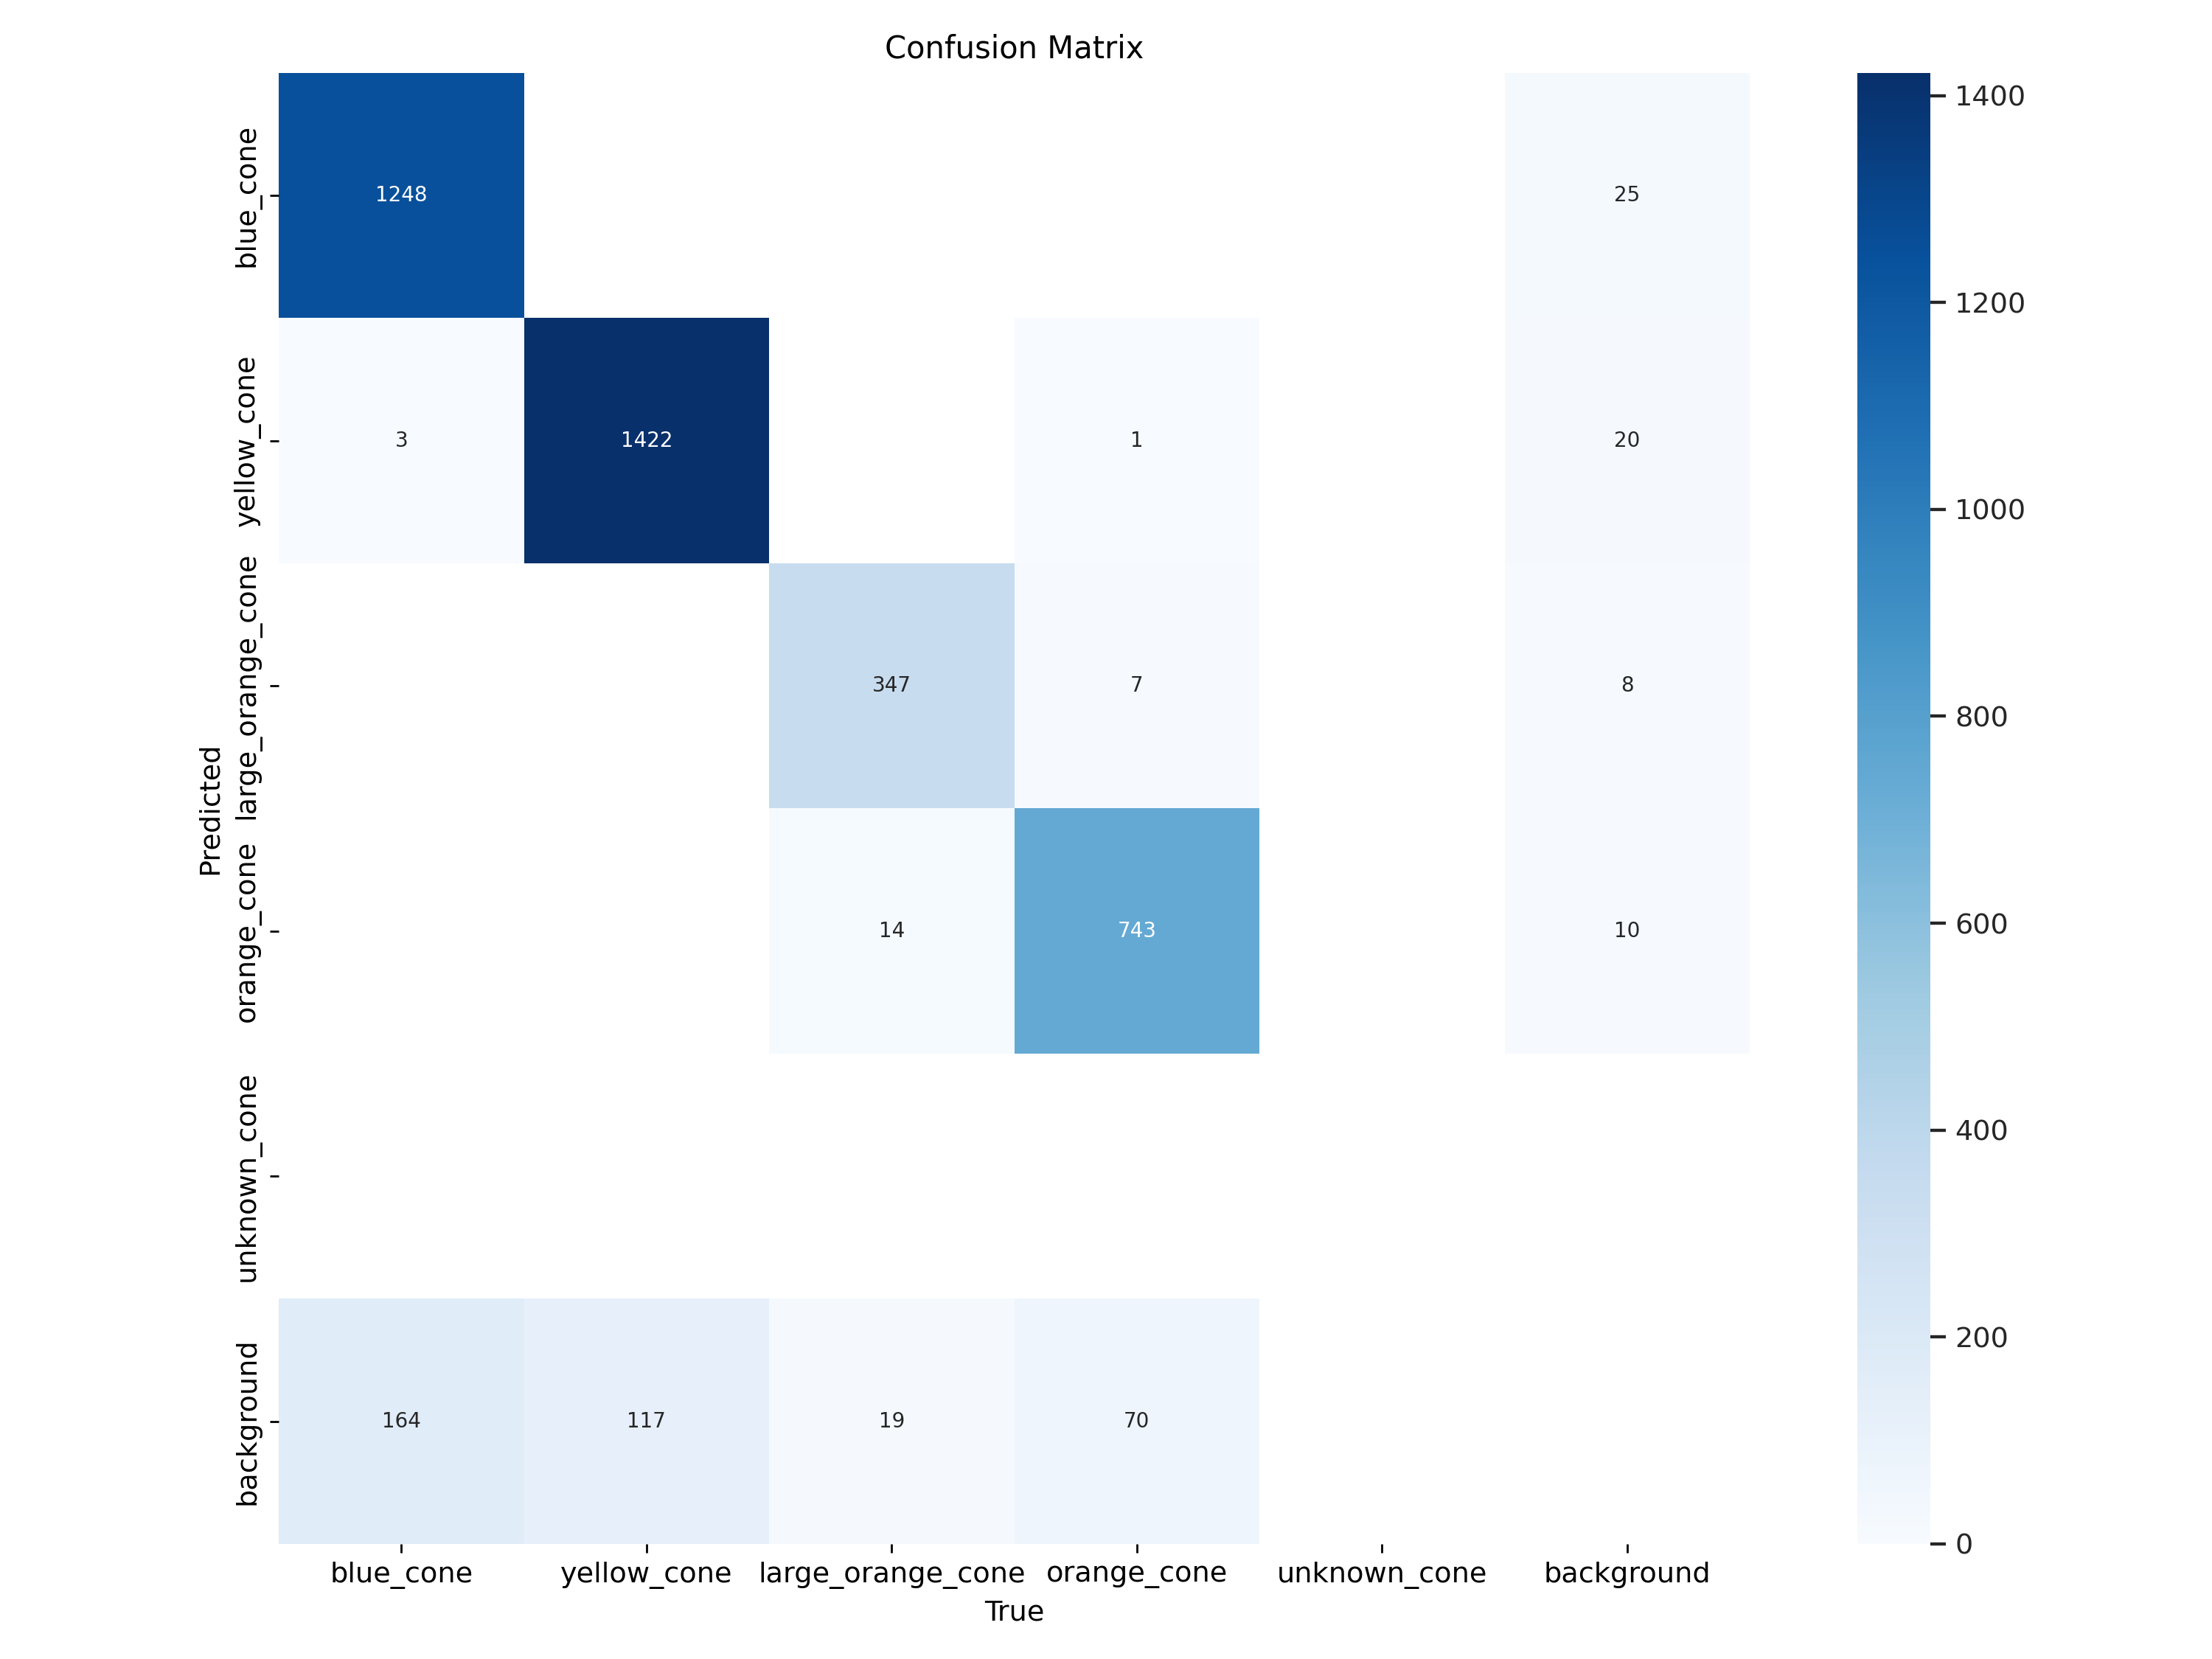 Confusion Matrix
blue_cone
1248
25
yellow_cone
3
1422
1
20
large_orange_cone
347
7
8
orange_cone
14
743
10
unknown_cone
background
164
117
19
70
Predicted
blue_cone
yellow_cone
large_orange_cone
orange_cone
unknown_cone
background
True
1400
1200
1000
800
600
400
200
0